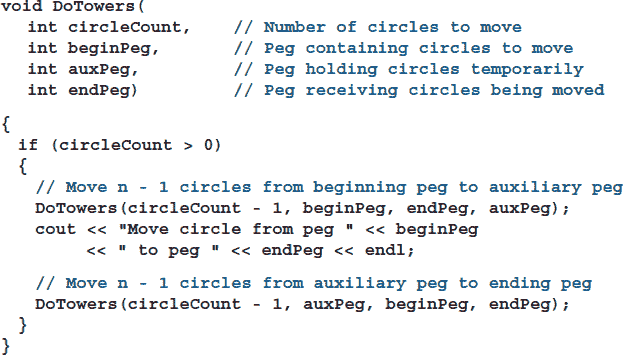 void DoTowers(
int circleCount, // Number of circles to move
int beginPeg, // Peg containing circles to move
int auxPeg, // Peg holding circles temporarily
int endPeg) // Peg receiving circles being moved
{
if (circleCount > 0)
{
// Move n - 1 circles from beginning peg to auxiliary peg
DoTowers(circleCount - 1, beginPeg, endPeg, auxPeg);
cout << "Move circle from peg " << beginPeg
<< " to peg " << endPeg << endl;
// Move n - 1 circles from auxiliary peg to ending peg
DoTowers(circleCount - 1, auxPeg, beginPeg, endPeg);
}
}